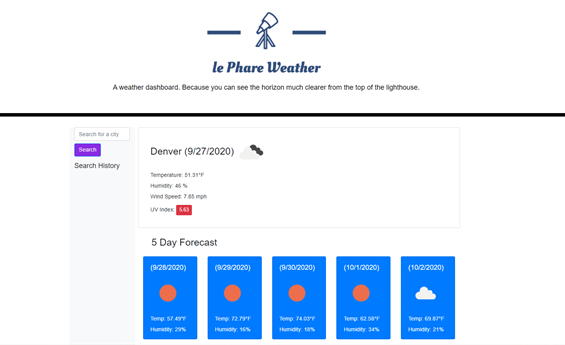 le Phare Weather
A weather dashboard. Because you can see the horizon much clearer from the top of the lighthouse.
Search for a city
Search
Search History
Denver (9/27/2020)
Temperature: 51.31°F
Humidity: 46 %
Wind Speed: 7.65 mph
UV Index: 5.63
5 Day Forecast
(9/28/2020)
Temp: 57.49°F
Humidity: 29%
(9/29/2020)
Temp: 72.79°F
Humidity: 16%
(9/30/2020)
Temp: 74.03°F
Humidity: 18%
(10/1/2020)
Temp: 62.58°F
Humidity: 34%
(10/2/2020)
Temp: 69.87°F
Humidity: 21%